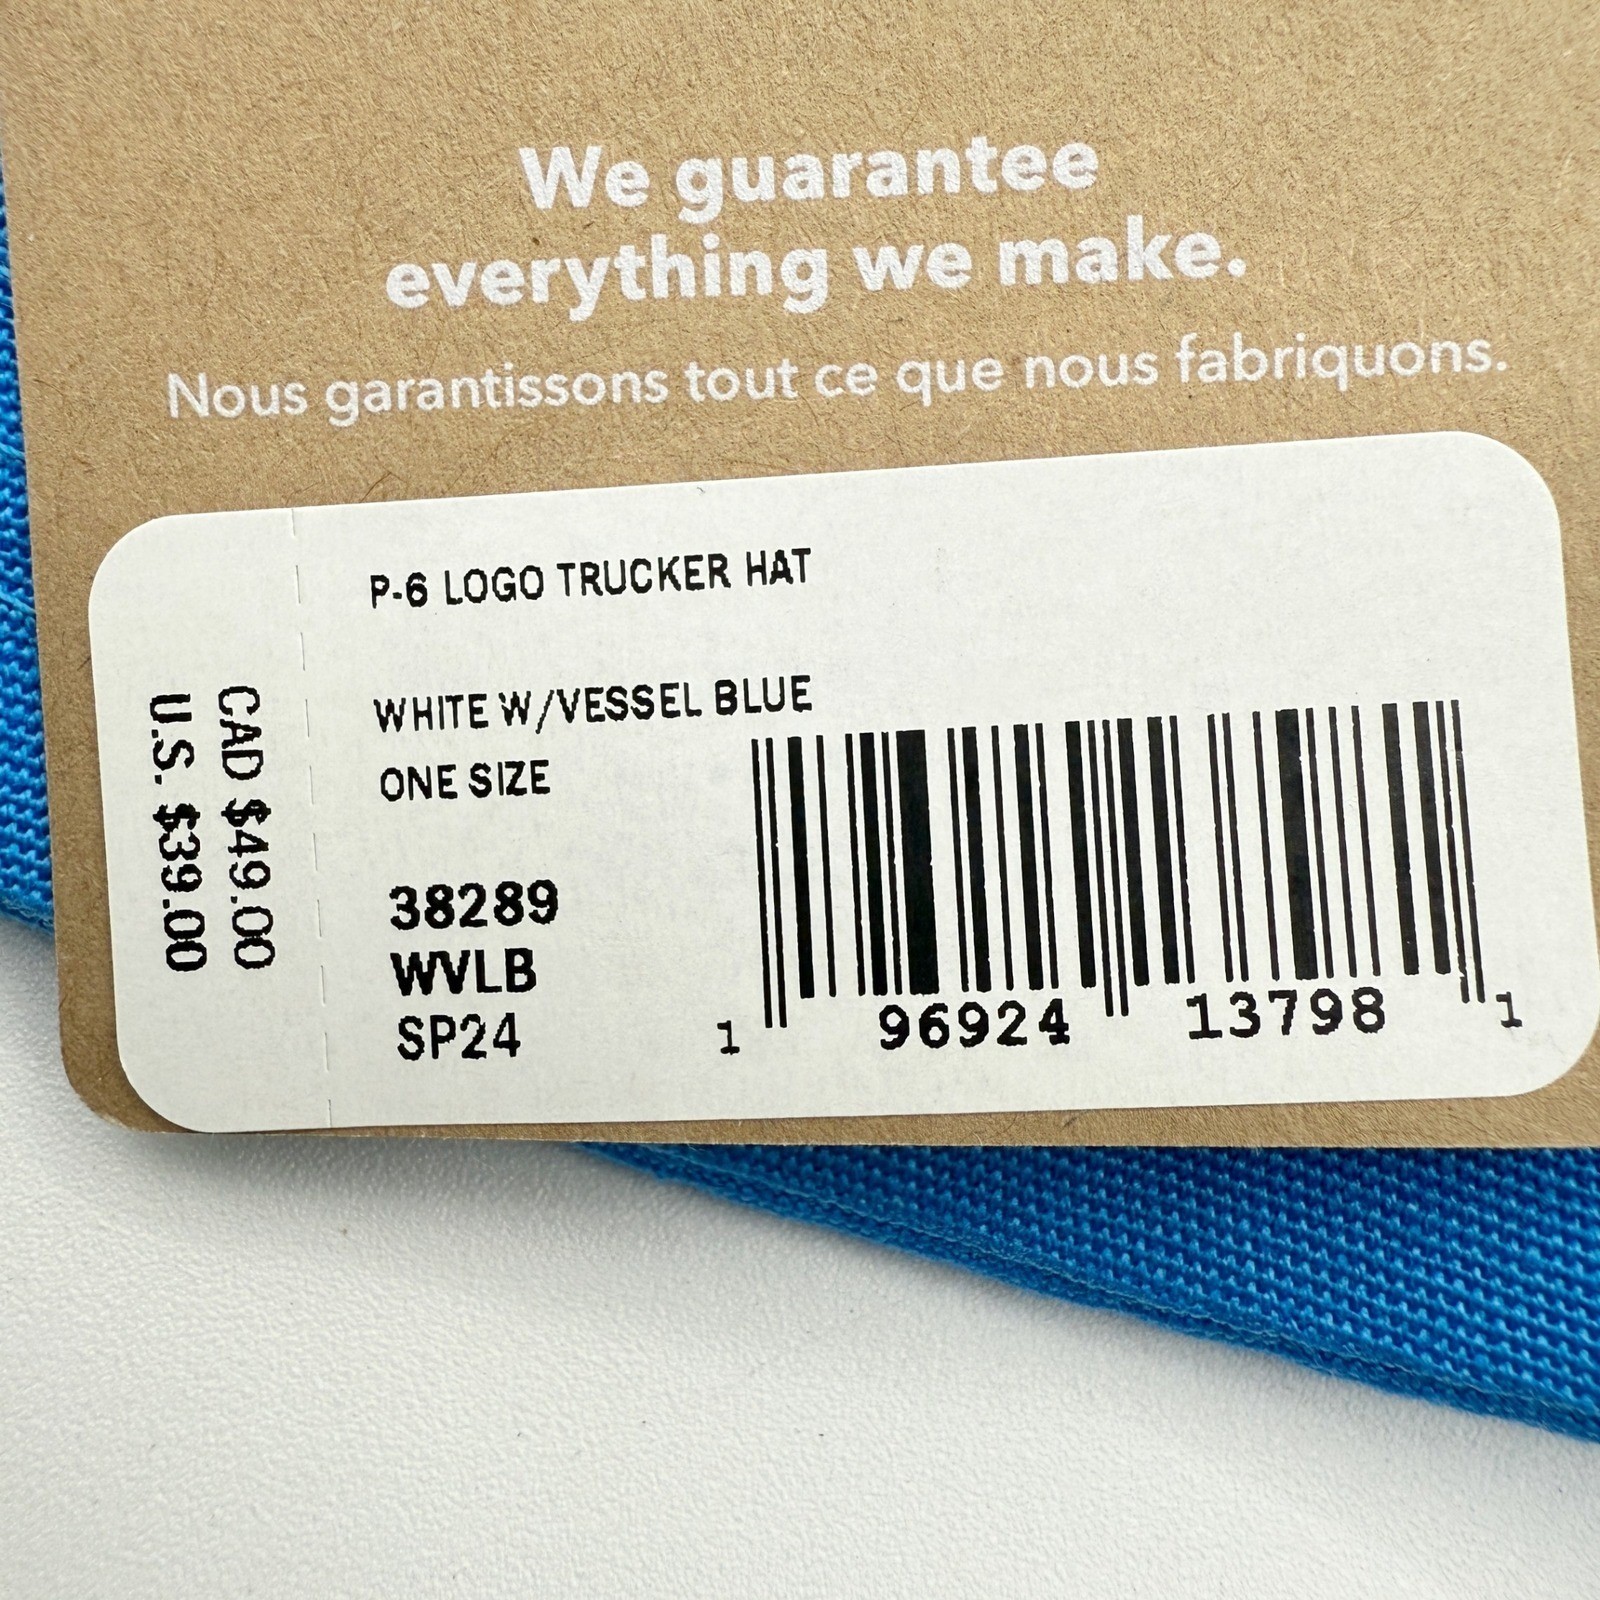 We guarantee
everything we make.
Nous garantissons tout ce que nous fabriquons.
P-6 LOGO TRUCKER HAT
WHITE W/VESSEL BLUE
ONE SIZE
38289
WVLB
SP24
CAD $49.00
U.S. $39.00
1 96924 13798 1